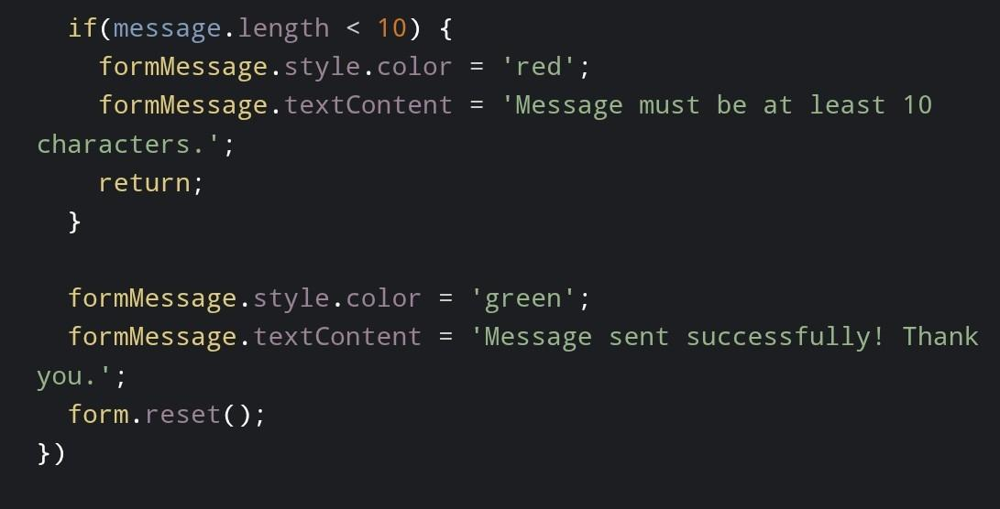 if(message.length < 10) {
formMessage.style.color = 'red';
formMessage.textContent = 'Message must be at least 10
characters.';
return;
}
formMessage.style.color = 'green';
formMessage.textContent = 'Message sent successfully! Thank
you.';
form.reset();
})